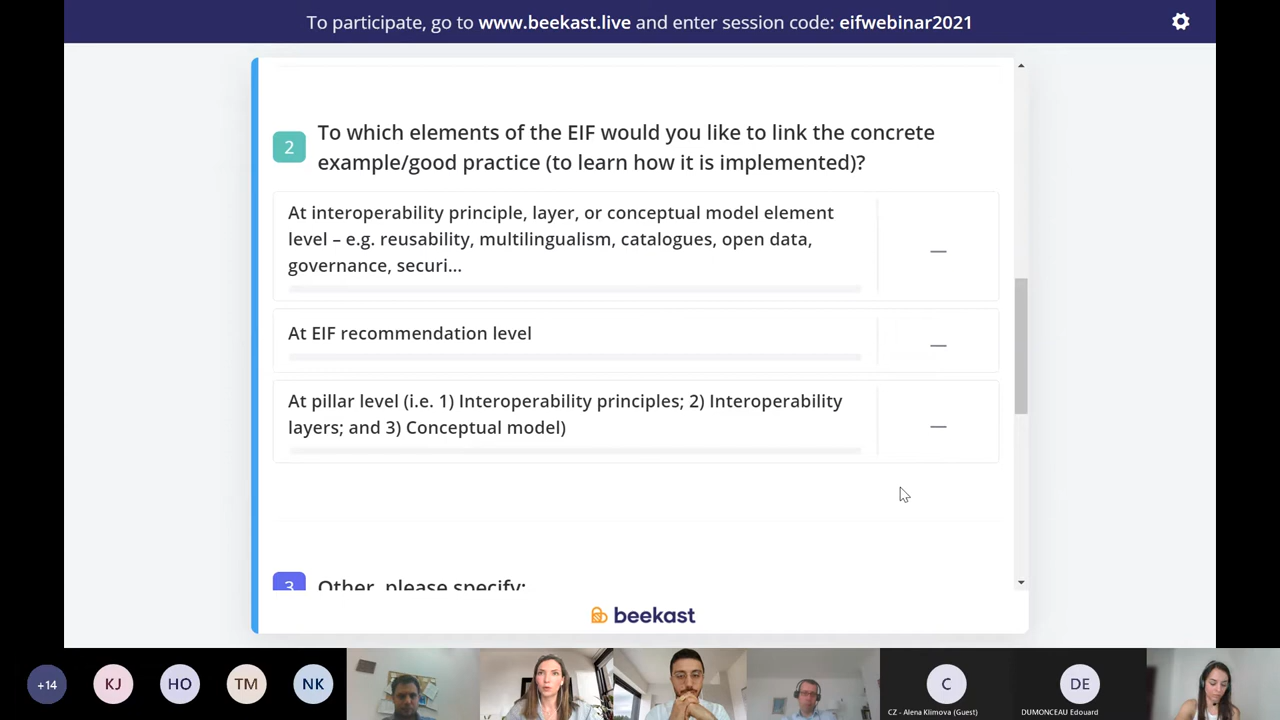 To participate, go to www.beekast.live and enter session code: eifwebinar2021
2
To which elements of the EIF would you like to link the concrete
example/good practice (to learn how it is implemented)?
At interoperability principle, layer, or conceptual model element
level – e.g. reusability, multilingualism, catalogues, open data,
governance, securi...
—
At EIF recommendation level
—
At pillar level (i.e. 1) Interoperability principles; 2) Interoperability
layers; and 3) Conceptual model)
—
3
Other, please specify:
beekast
+14
KJ
HO
TM
NK
C
CZ - Alena Klimova (Guest)
DE
DUMONCEAU Edouard